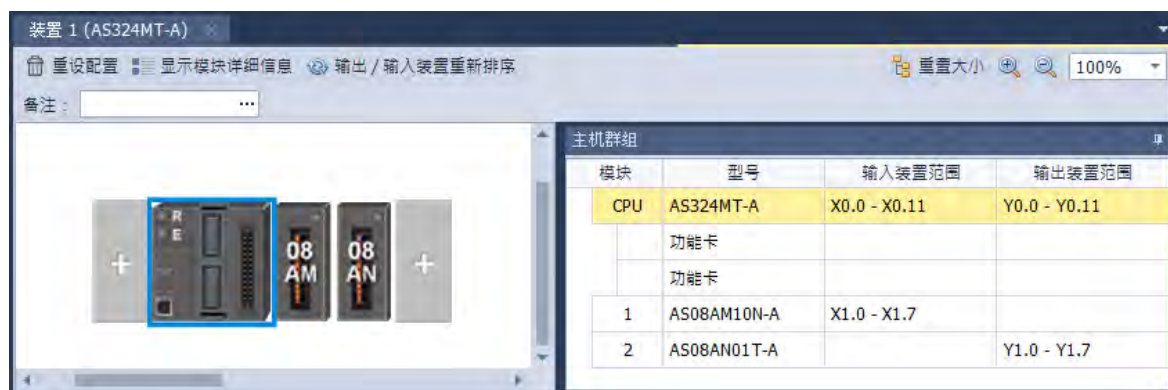 装置 1 (AS324MT-A)
重设配置 显示模块详细信息 输出 / 输入装置重新排序 重置大小 100%
备注 : ...
主机群组
模块 型号 输入装置范围 输出装置范围
CPU AS324MT-A X0.0 - X0.11 Y0.0 - Y0.11
功能卡
功能卡
1 AS08AM10N-A X1.0 - X1.7
2 AS08AN01T-A Y1.0 - Y1.7
R
E
08 AM
08 AN